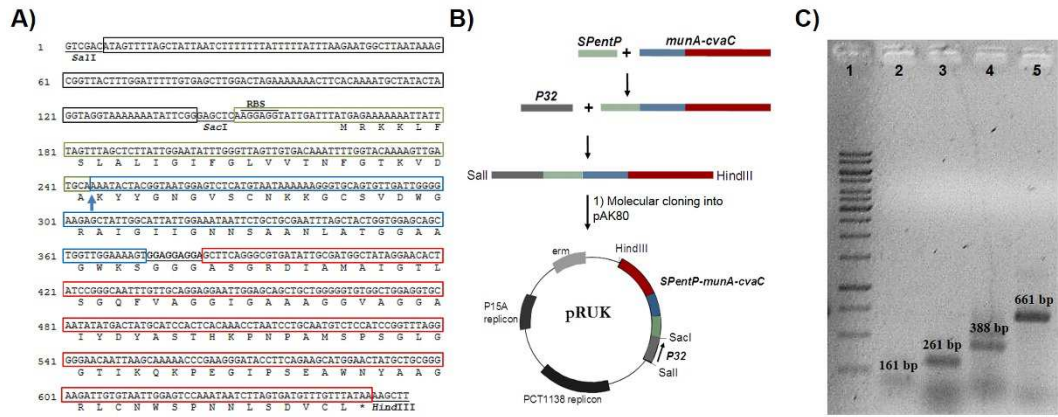 A)
1 GTCGACATAGTTTTAGCTATTAATCTTTTTTTATTTTTATTTAAGAATGGCTTAATAAAG
SalI
61 CGGTTACTTTGGATTTTTGTGAGCTTGGACTAGAAAAAAACTTCACAAAATGCTATACTA
RBS
121 GGTAGGTAAAAAAATATTCGGGAGCTCAAGGAGGTATTGATTTATGAGAAAAAAATTATT
SacI M R K K L F
181 TAGTTTAGCTCTTATTGGAATATTTGGGTTAGTTGTGACAAATTTTGGTACAAAAGTTGA
S L A L I G I F G L V V T N F G T K V D
241 TGCAAAATACTACGGTAATGGAGTCTCATGTAATAAAAAAGGGTGCAGTGTTGATTGGGG
A K Y Y G N G V S C N K K G C S V D W G
301 AAGAGCTATTGGCATTATTGGAAATAATTCTGCTGCGAATTTAGCTACTGGTGGAGCAGC
R A I G I I G N N S A A N L A T G G A A
361 TGGTTGGAAAAGTGGAGGAGGAGCTTCAGGGCGTGATATTGCGATGGCTATAGGAACACT
G W K S G G G A S G R D I A M A I G T L
421 ATCCGGGCAATTTGTTGCAGGAGGAATTGGAGCAGCTGCTGGGGGTGTGGCTGGAGGTGC
S G Q F V A G G I G A A A G G V A G G A
481 AATATATGACTATGCATCCACTCACAAACCTAATCCTGCAATGTCTCCATCCGGTTTAGG
I Y D Y A S T H K P N P A M S P S G L G
541 GGGAACAATTAAGCAAAAACCCGAAGGGATACCTTCAGAAGCATGGAACTATGCTGCGGG
G T I K Q K P E G I P S E A W N Y A A G
601 AAGATTGTGTAATTGGAGTCCAAATAATCTTAGTGATGTTTGTTTATAAAAGCTT
R L C N W S P N N L S D V C L * HindIII
B)
SPentP + munA-cvaC
P32 +
SalI HindIII
1) Molecular cloning into
pAK80
erm
HindIII
SPentP-munA-cvaC
P15A
replicon
pRUK
SacI
P32
SalI
PCT1138 replicon
C)
1 2 3 4 5
661 bp
388 bp
261 bp
161 bp